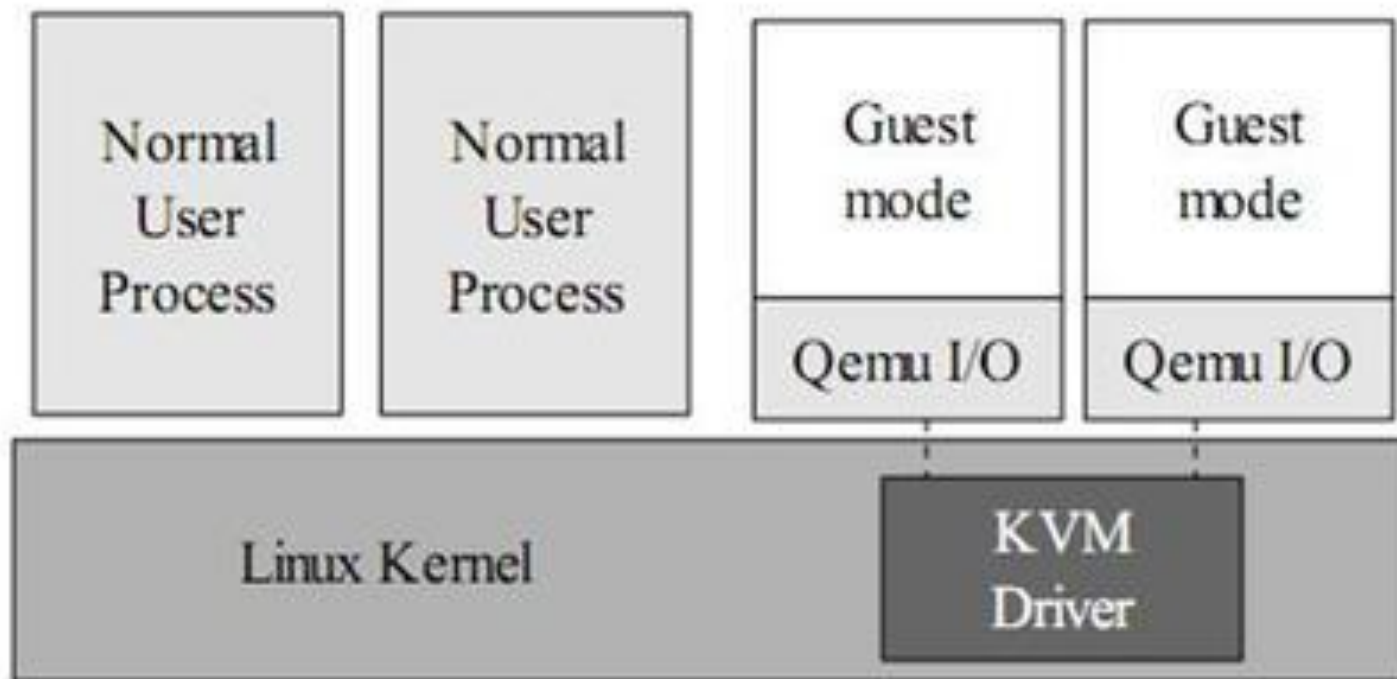 Normal
User
Process
Normal
User
Process
Guest
mode
Guest
mode
Qemu I/O
Qemu I/O
Linux Kernel
KVM
Driver